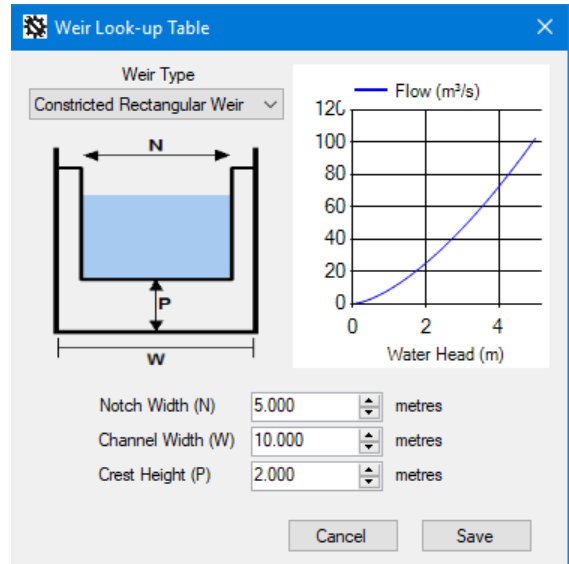 Weir Look-up Table
Weir Type
Constricted Rectangular Weir
N
P
W
Flow (m³/s)
120
100
80
60
40
20
0
0 2 4
Water Head (m)
Notch Width (N) 5.000 metres
Channel Width (W) 10.000 metres
Crest Height (P) 2.000 metres
Cancel Save